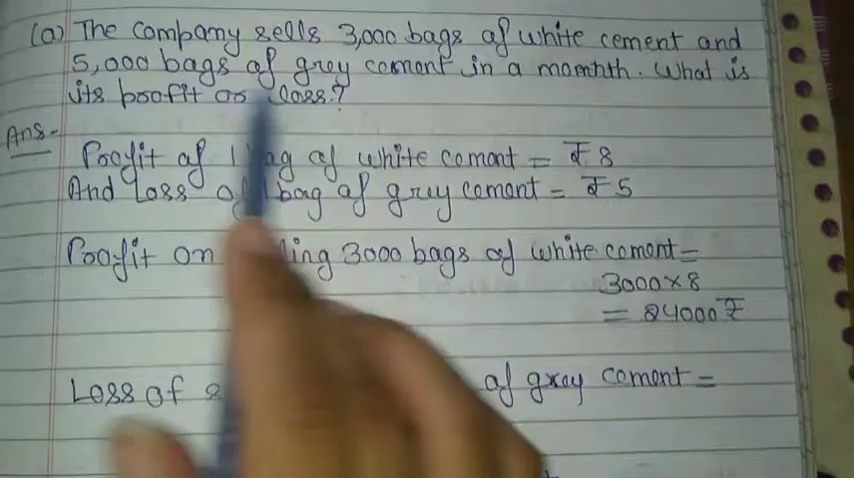 (a) The company sells 3,000 bags of white cement and
5,000 bags of grey cement in a month. What is
its profit or loss?
Ans-
Profit of 1 bag of white cement = ₹ 8
And Loss of 1 bag of grey cement = ₹ 5
Profit on 3000 bags of white cement =
3000×8
= 24000 ₹
Loss of of grey cement =